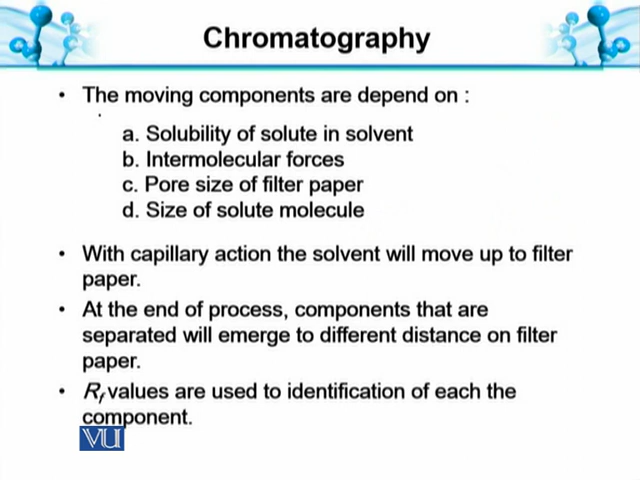 Chromatography
• The moving components are depend on :
a. Solubility of solute in solvent
b. Intermolecular forces
c. Pore size of filter paper
d. Size of solute molecule
• With capillary action the solvent will move up to filter
paper.
• At the end of process, components that are
separated will emerge to different distance on filter
paper.
• Rf values are used to identification of each the
component.
VU